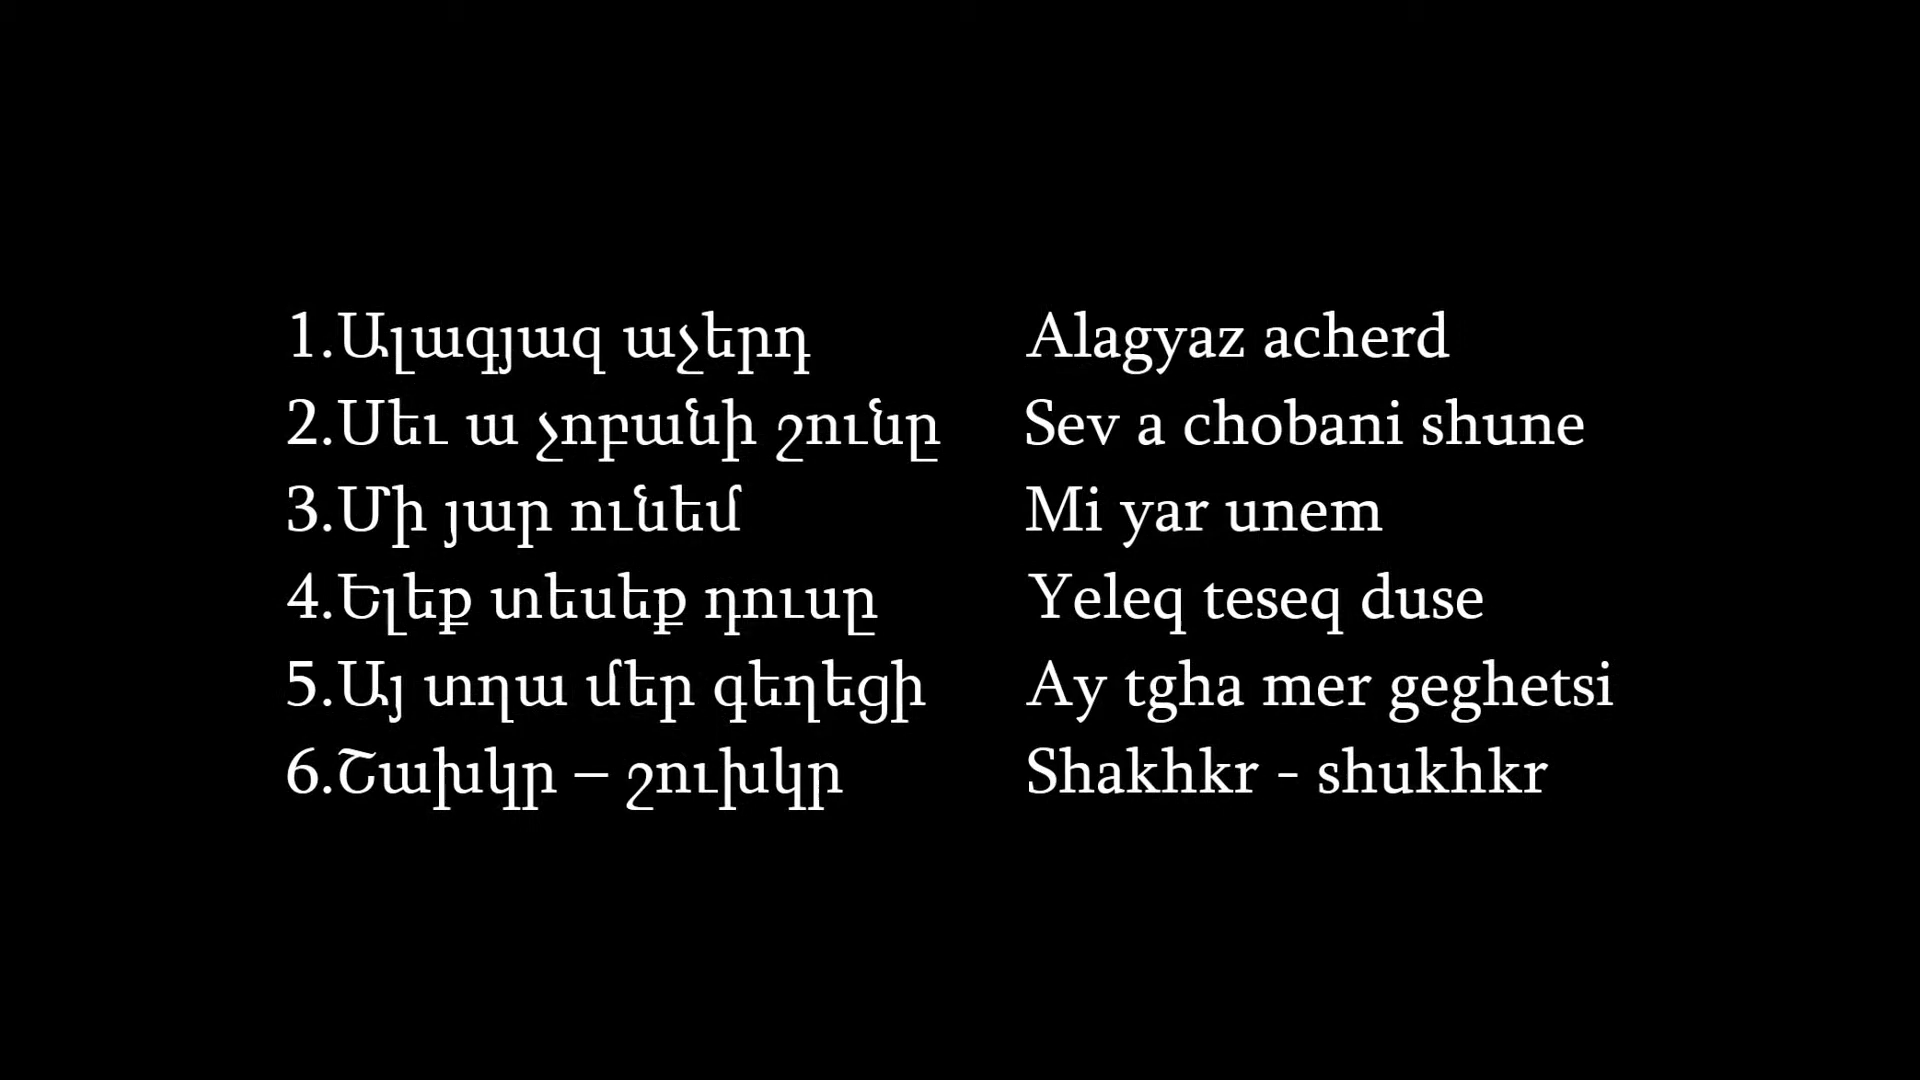 1.Ալագյազ աչերդ Alagyaz acherd
2.Սեւ ա չոբանի շունը Sev a chobani shune
3.Մի յար ունեմ Mi yar unem
4.Ելեք տեսեք դուսը Yeleq teseq duse
5.Այ տղա մեր գեղեցի Ay tgha mer geghetsi
6.Շախկր – շուխկր Shakhkr - shukhkr